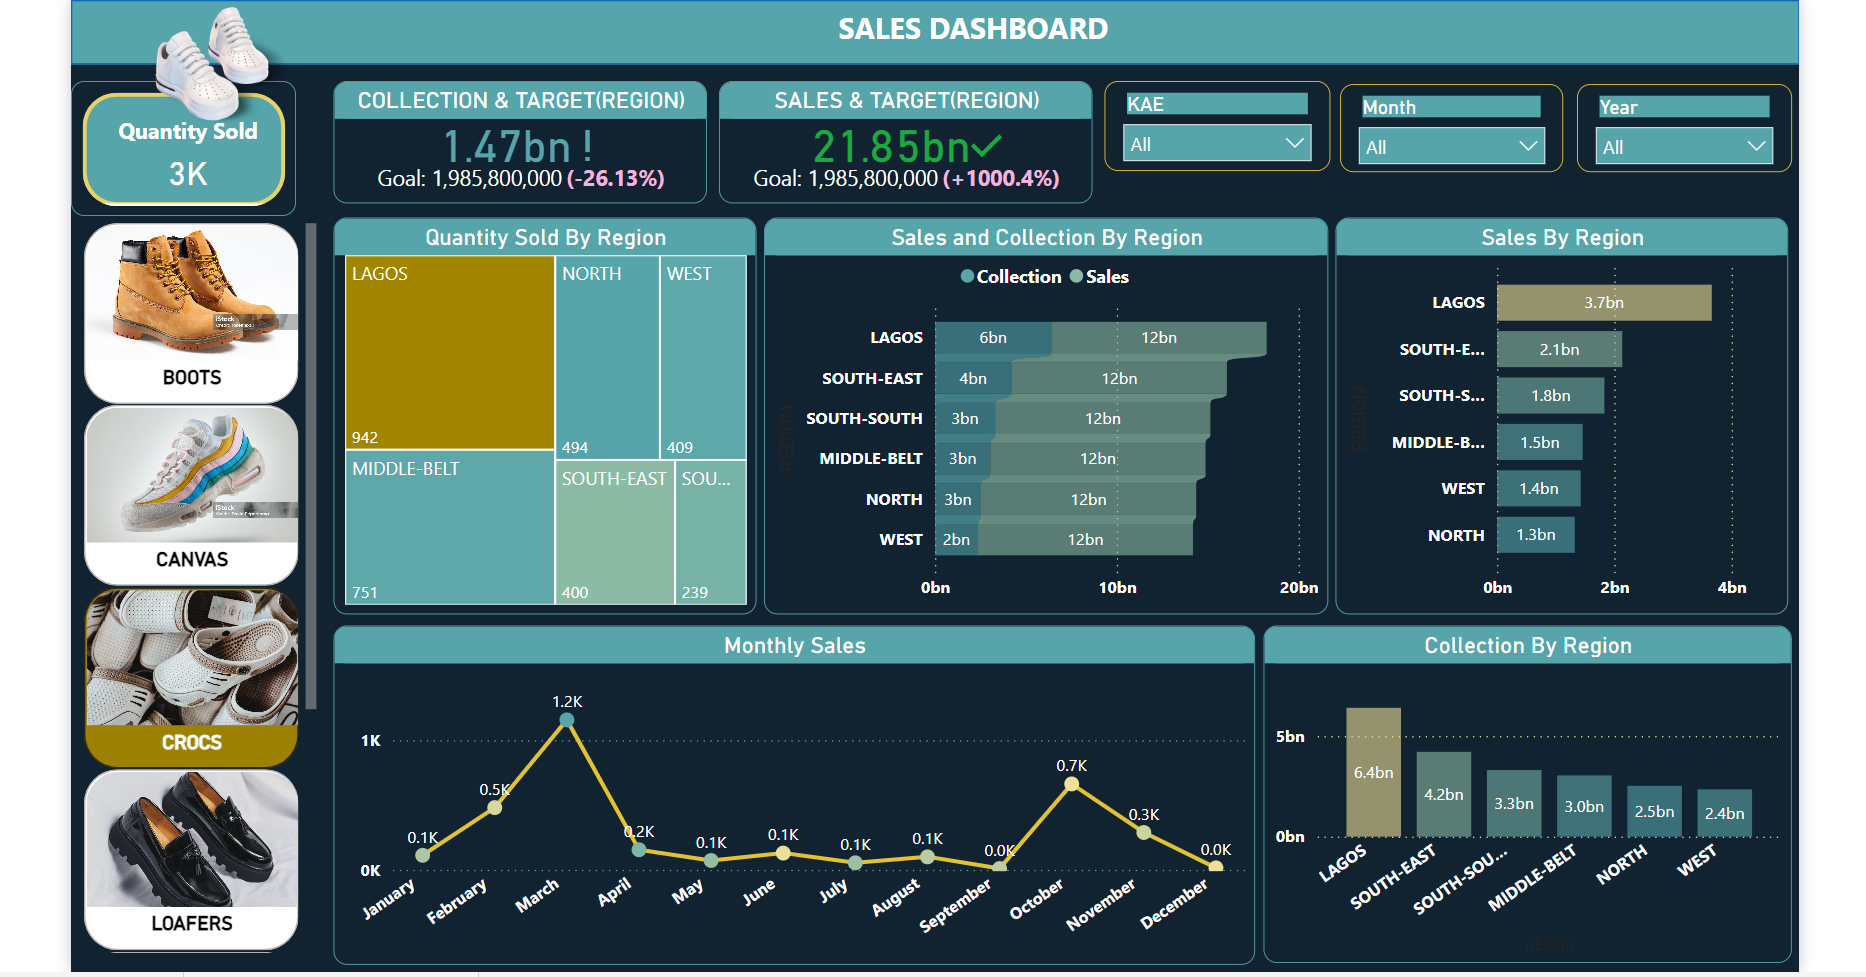 SALES DASHBOARD
Quantity Sold
3K
COLLECTION & TARGET(REGION)
1.47bn !
Goal: 1,985,800,000 (-26.13%)
SALES & TARGET(REGION)
21.85bn✓
Goal: 1,985,800,000 (+1000.4%)
KAE
All
Month
All
Year
All
iStock
BOOTS
iStock
CANVAS
CROCS
LOAFERS
Quantity Sold By Region
LAGOS
942
NORTH
494
WEST
409
MIDDLE-BELT
751
SOUTH-EAST
400
SOU...
239
Sales and Collection By Region
Collection Sales
REGION
LAGOS 6bn 12bn
SOUTH-EAST 4bn 12bn
SOUTH-SOUTH 3bn 12bn
MIDDLE-BELT 3bn 12bn
NORTH 3bn 12bn
WEST 2bn 12bn
0bn 10bn 20bn
Sales By Region
REGION
LAGOS 3.7bn
SOUTH-E... 2.1bn
SOUTH-S... 1.8bn
MIDDLE-B... 1.5bn
WEST 1.4bn
NORTH 1.3bn
0bn 2bn 4bn
Monthly Sales
1K
0K
0.1K 0.5K 1.2K 0.2K 0.1K 0.1K 0.1K 0.1K 0.0K 0.7K 0.3K 0.0K
January February March April May June July August September October November December
Collection By Region
5bn
0bn
6.4bn 4.2bn 3.3bn 3.0bn 2.5bn 2.4bn
LAGOS SOUTH-EAST SOUTH-SOU... MIDDLE-BELT NORTH WEST
REGION